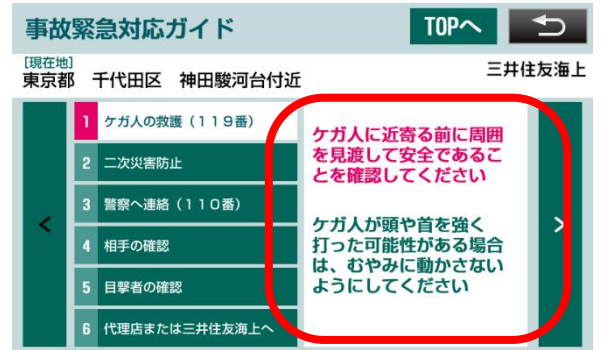 事故緊急対応ガイド
TOPへ
[現在地]
東京都 千代田区 神田駿河台付近
三井住友海上
1 ケガ人の救護（119番）
2 二次災害防止
3 警察へ連絡（110番）
4 相手の確認
5 目撃者の確認
6 代理店または三井住友海上へ
<
ケガ人に近寄る前に周囲
を見渡して安全であるこ
とを確認してください
ケガ人が頭や首を強く
打った可能性がある場合
は、むやみに動かさない
ようにしてください
>